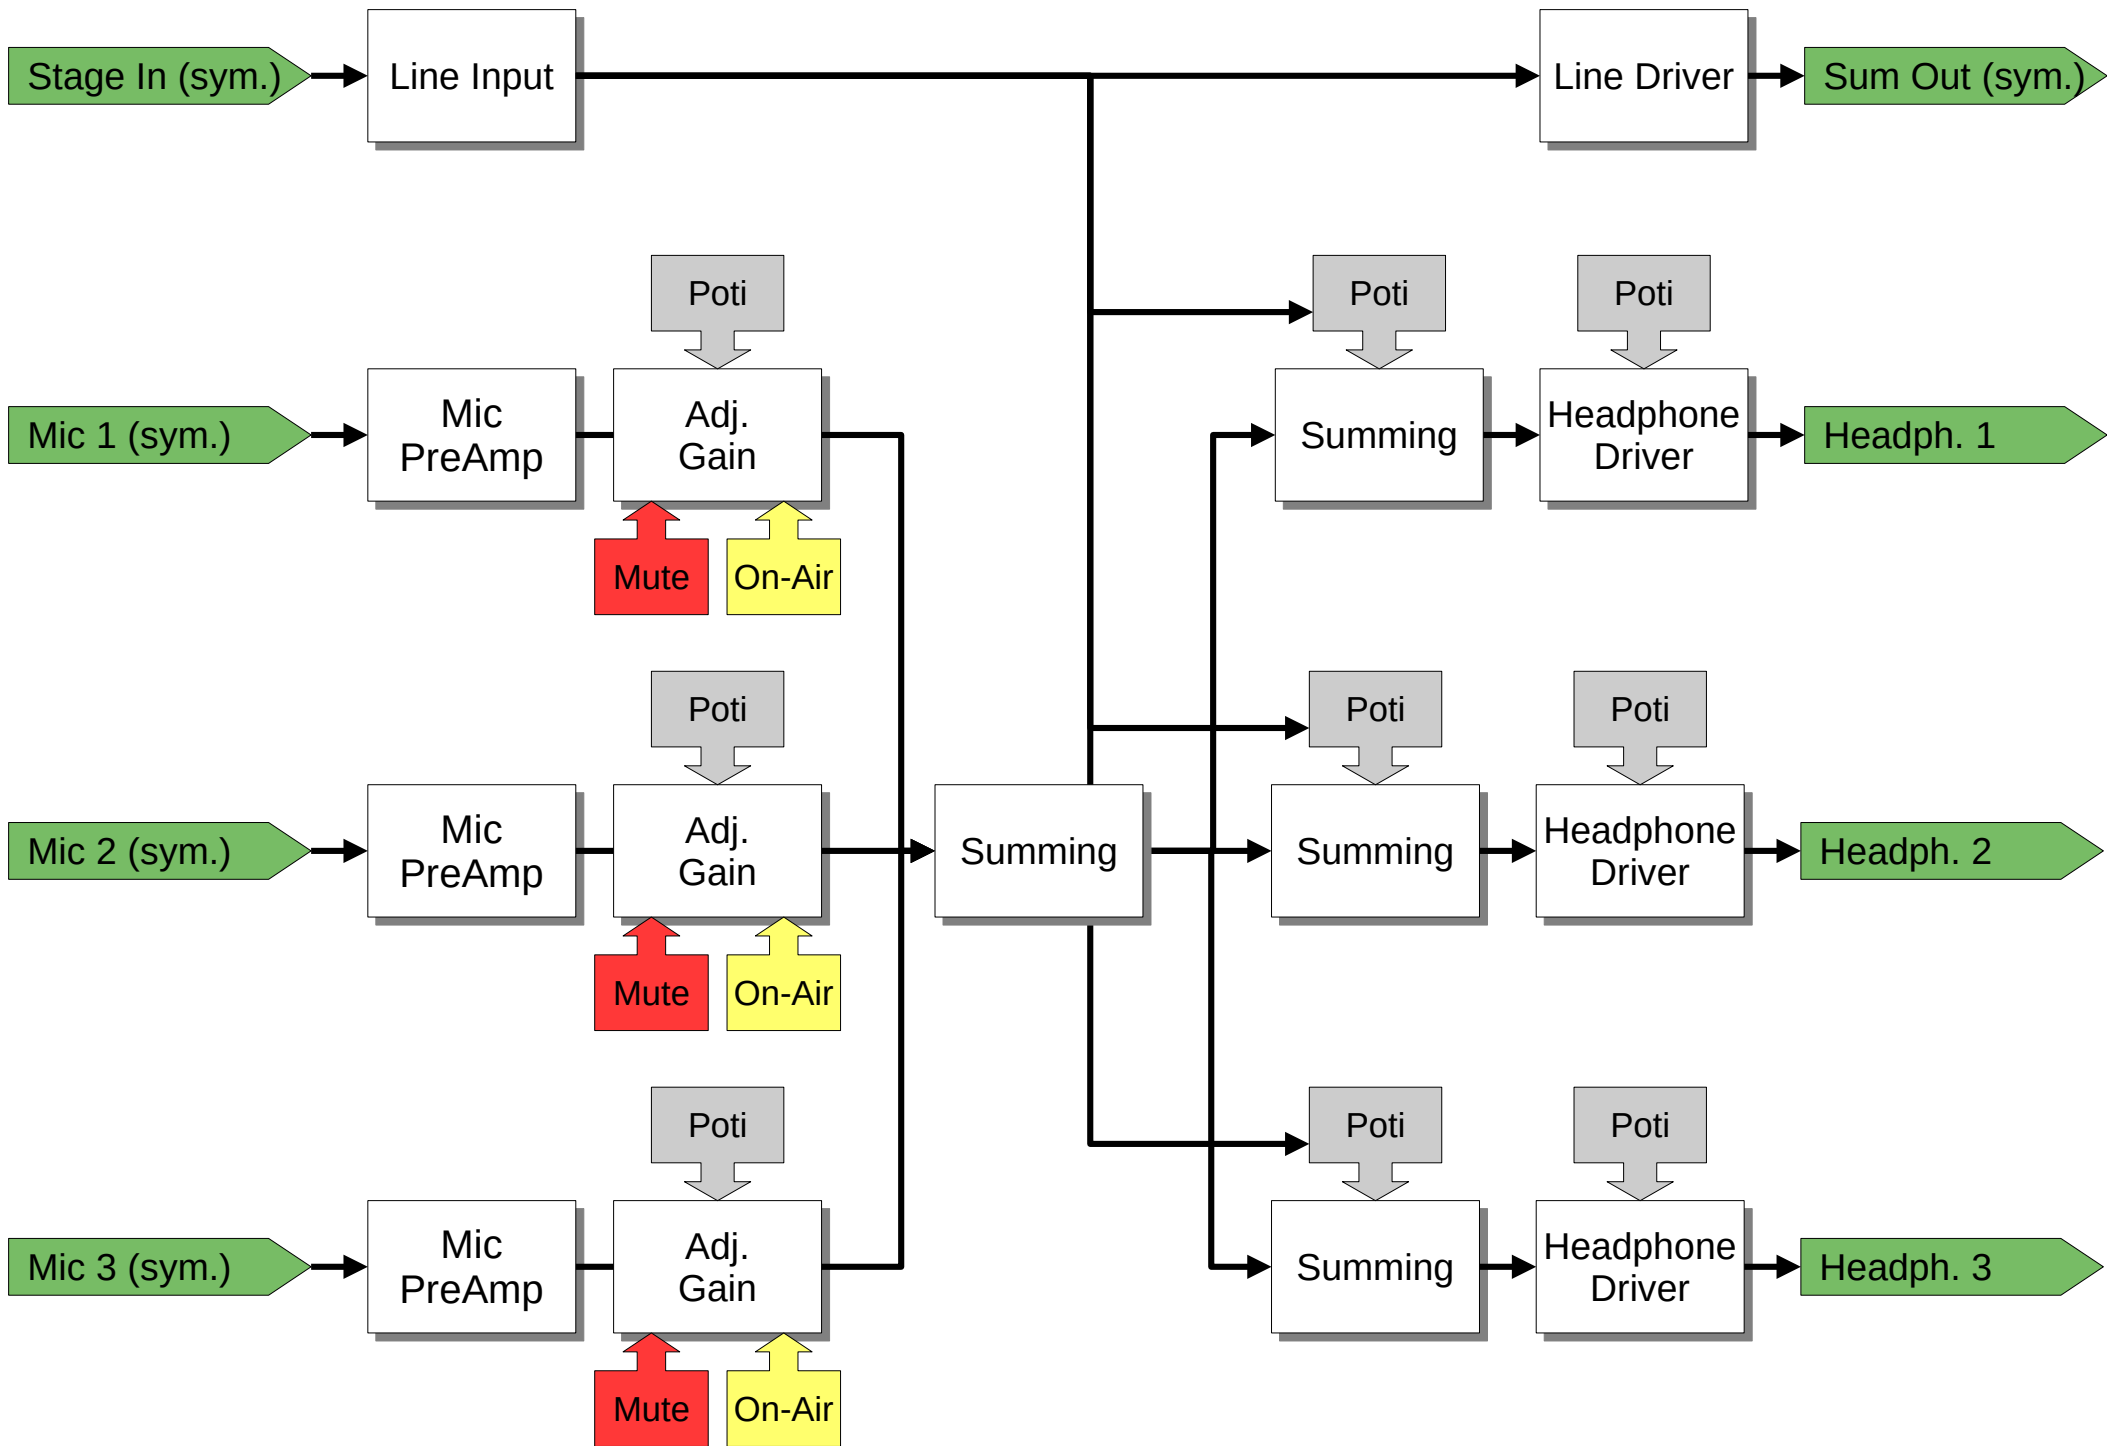 Stage In (sym.)
Line Input
Line Driver
Sum Out (sym.)
Poti
Poti
Poti
Mic 1 (sym.)
Mic
PreAmp
Adj.
Gain
Summing
Headphone
Driver
Headph. 1
Mute
On-Air
Poti
Poti
Poti
Mic 2 (sym.)
Mic
PreAmp
Adj.
Gain
Summing
Summing
Headphone
Driver
Headph. 2
Mute
On-Air
Poti
Poti
Poti
Mic 3 (sym.)
Mic
PreAmp
Adj.
Gain
Summing
Headphone
Driver
Headph. 3
Mute
On-Air